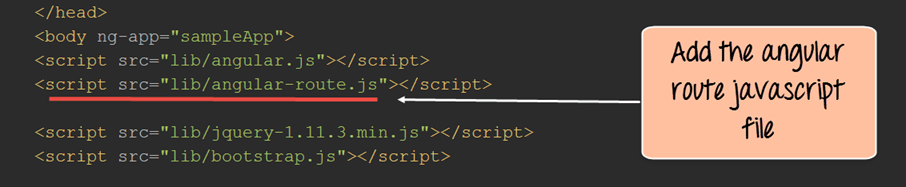 </head>
<body ng-app="sampleApp">
<script src="lib/angular.js"></script>
<script src="lib/angular-route.js"></script>
<script src="lib/jquery-1.11.3.min.js"></script>
<script src="lib/bootstrap.js"></script>
Add the angular
route javascript
file